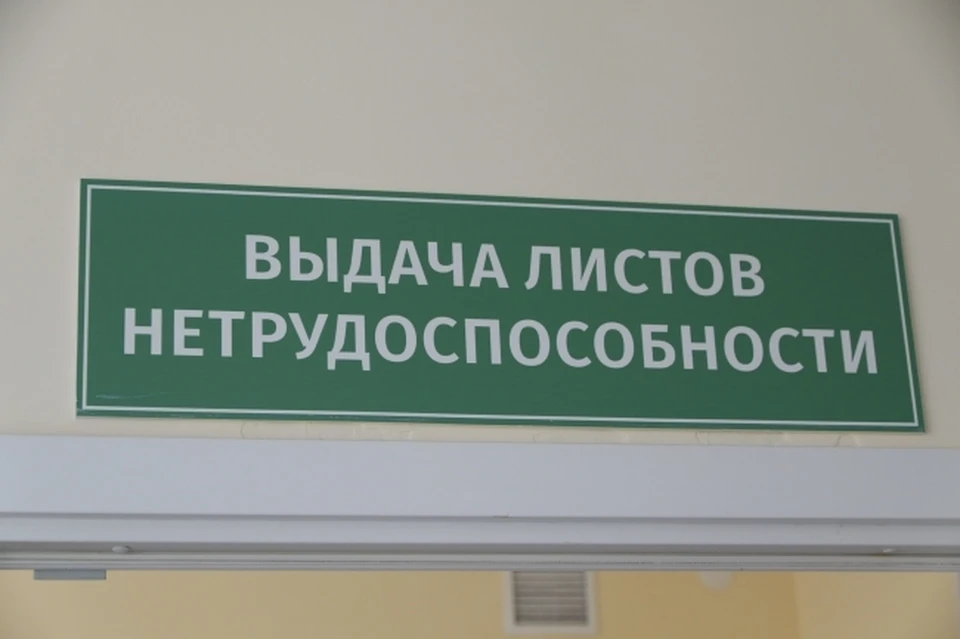 ВЫДАЧА ЛИСТОВ
НЕТРУДОСПОСОБНОСТИ